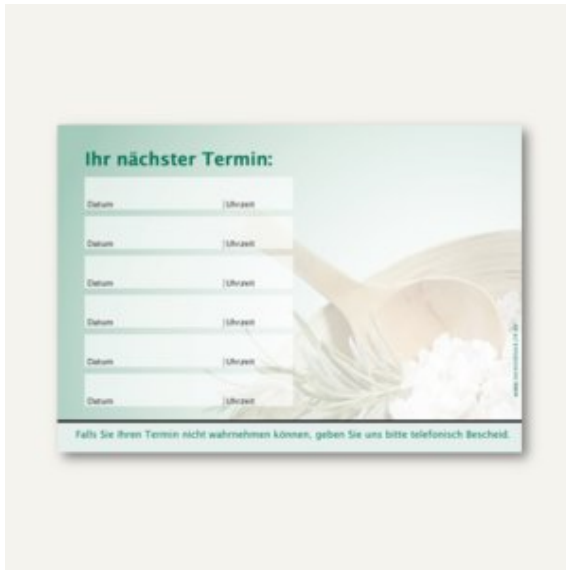 Ihr nächster Termin:
Datum |Uhrzeit
Datum |Uhrzeit
Datum |Uhrzeit
Datum |Uhrzeit
Datum |Uhrzeit
Datum |Uhrzeit
Falls Sie Ihren Termin nicht wahrnehmen können, geben Sie uns bitte telefonisch Bescheid.